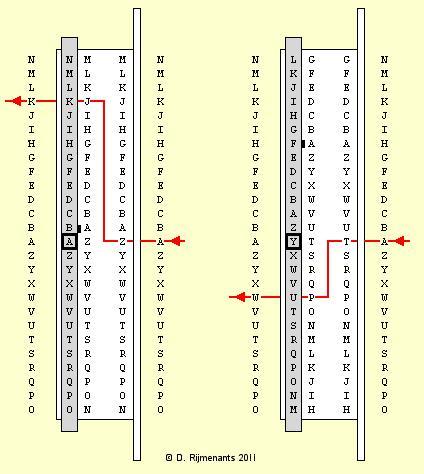 N N M M N N L G G N
M M L L M M K F F M
L L K K L L J E E L
K K J J K K I D D K
J J I I J J H C C J
I I H H I I G B B I
H H G G H H F A A H
G G F F G G E Z Z G
F F E E F F D Y Y F
E E D D E E C X X E
D D C C D D B W W D
C C B B C C A V V C
B B A A B B Z U U B
A A Z Z A A Y T T A
Z Z Y Y Z Z X S S Z
Y Y X X Y Y W R R Y
X X W W X X V Q Q X
W W V V W W U P P W
V V U U V V T O O V
U U T T U U S N N U
T T S S T T R M M T
S S R R S S Q L L S
R R Q Q R R P K K R
Q Q P P Q Q O J J Q
P P O O P P N I I P
O O N N O O M H H O
© D. Rijmenants 2011